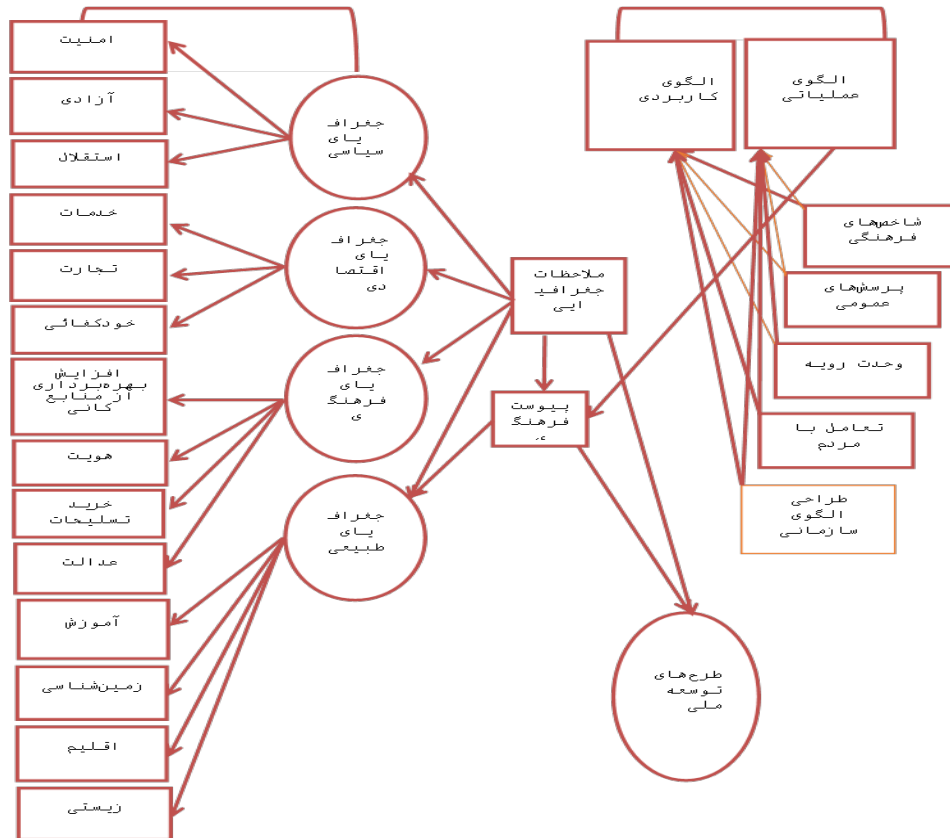 الگوی
عملیاتی
الگوی
کاربردی
شاخص‌های
فرهنگی
پرسش‌های
عمومی
وحدت رویه
تعامل با
مردم
طراحی
الگوی
سازمانی
ملاحظات
جغرافی
ایی
پیوست
فرهنگ
ی
طرح‌های
توسعه
ملی
جغراف
یای
سیاسی
جغراف
یای
اقتصا
دی
جغراف
یای
فرهنگ
ی
جغراف
یای
طبیعی
امنیت
آزادی
استقلال
خدمات
تجارت
خودکفائی
افزایش
بهره‌برداری
از منابع
کانی
هویت
خرید
تسلیحات
عدالت
آموزش
زمین‌شناسی
اقلیم
زیستی